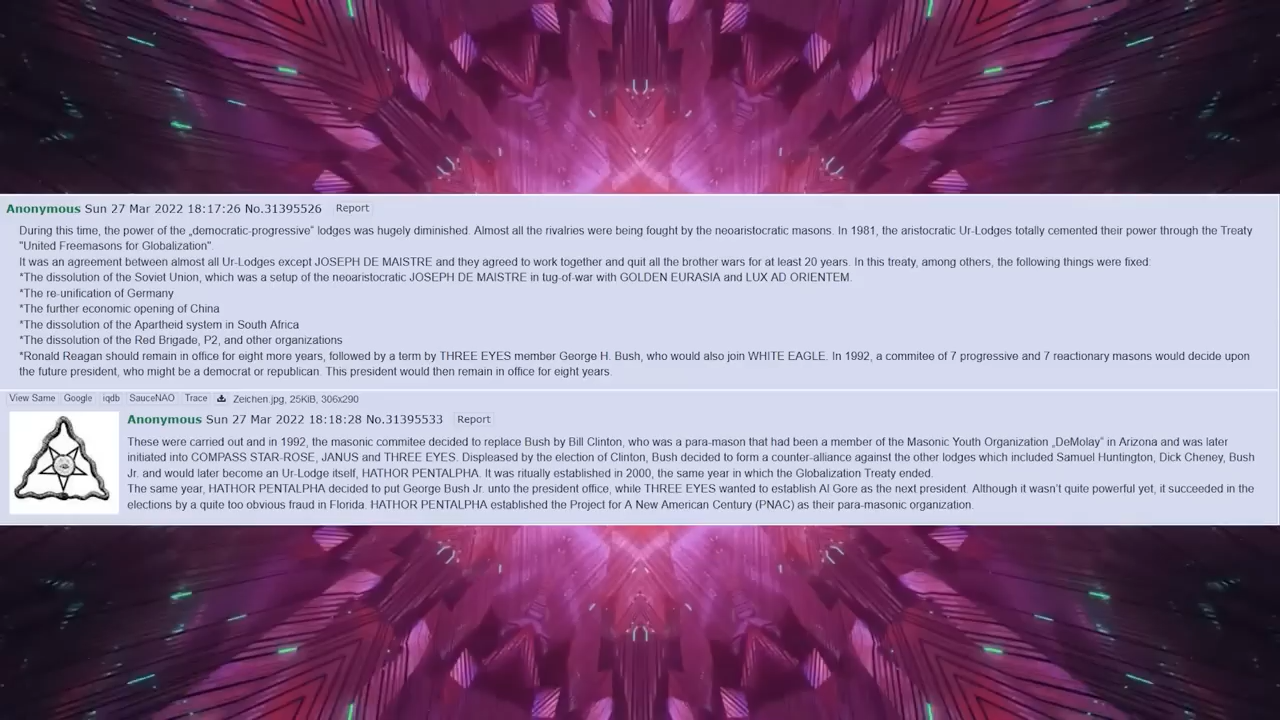 Anonymous Sun 27 Mar 2022 18:17:26 No.31395526 Report
During this time, the power of the „democratic-progressive” lodges was hugely diminished. Almost all the rivalries were being fought by the neoaristocratic masons. In 1981, the aristocratic Ur-Lodges totally cemented their power through the Treaty
"United Freemasons for Globalization".
It was an agreement between almost all Ur-Lodges except JOSEPH DE MAISTRE and they agreed to work together and quit all the brother wars for at least 20 years. In this treaty, among others, the following things were fixed:
*The dissolution of the Soviet Union, which was a setup of the neoaristocratic JOSEPH DE MAISTRE in tug-of-war with GOLDEN EURASIA and LUX AD ORIENTEM.
*The re-unification of Germany
*The further economic opening of China
*The dissolution of the Apartheid system in South Africa
*The dissolution of the Red Brigade, P2, and other organizations
*Ronald Reagan should remain in office for eight more years, followed by a term by THREE EYES member George H. Bush, who would also join WHITE EAGLE. In 1992, a commitee of 7 progressive and 7 reactionary masons would decide upon
the future president, who might be a democrat or republican. This president would then remain in office for eight years.
View Same Google iqdb SauceNAO Trace Zeichen.jpg, 25KiB, 306x290
Anonymous Sun 27 Mar 2022 18:18:28 No.31395533 Report
These were carried out and in 1992, the masonic commitee decided to replace Bush by Bill Clinton, who was a para-mason that had been a member of the Masonic Youth Organization „DeMolay” in Arizona and was later
initiated into COMPASS STAR-ROSE, JANUS and THREE EYES. Displeased by the election of Clinton, Bush decided to form a counter-alliance against the other lodges which included Samuel Huntington, Dick Cheney, Bush
Jr. and would later become an Ur-Lodge itself, HATHOR PENTALPHA. It was ritually established in 2000, the same year in which the Globalization Treaty ended.
The same year, HATHOR PENTALPHA decided to put George Bush Jr. unto the president office, while THREE EYES wanted to establish Al Gore as the next president. Although it wasn't quite powerful yet, it succeeded in the
elections by a quite too obvious fraud in Florida. HATHOR PENTALPHA established the Project for A New American Century (PNAC) as their para-masonic organization.